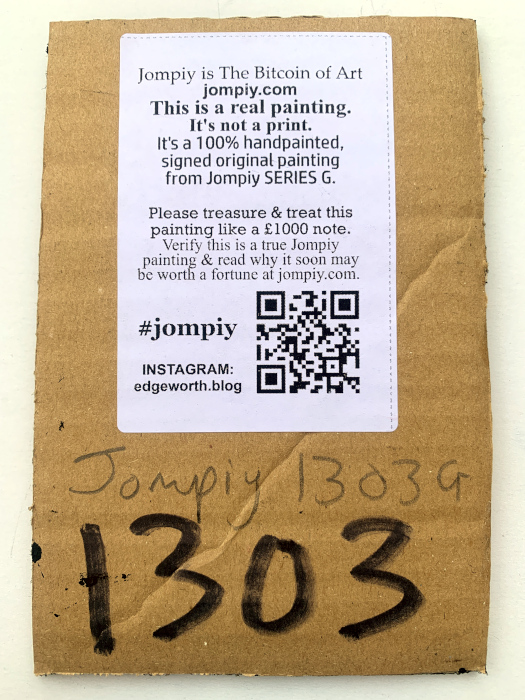 Jompiy is The Bitcoin of Art
jompiy.com
This is a real painting.
It's not a print.
It's a 100% handpainted,
signed original painting
from Jompiy SERIES G.
Please treasure & treat this
painting like a £1000 note.
Verify this is a true Jompiy
painting & read why it soon may
be worth a fortune at jompiy.com.
#jompiy
INSTAGRAM:
edgeworth.blog
Jompiy 1303G
1303